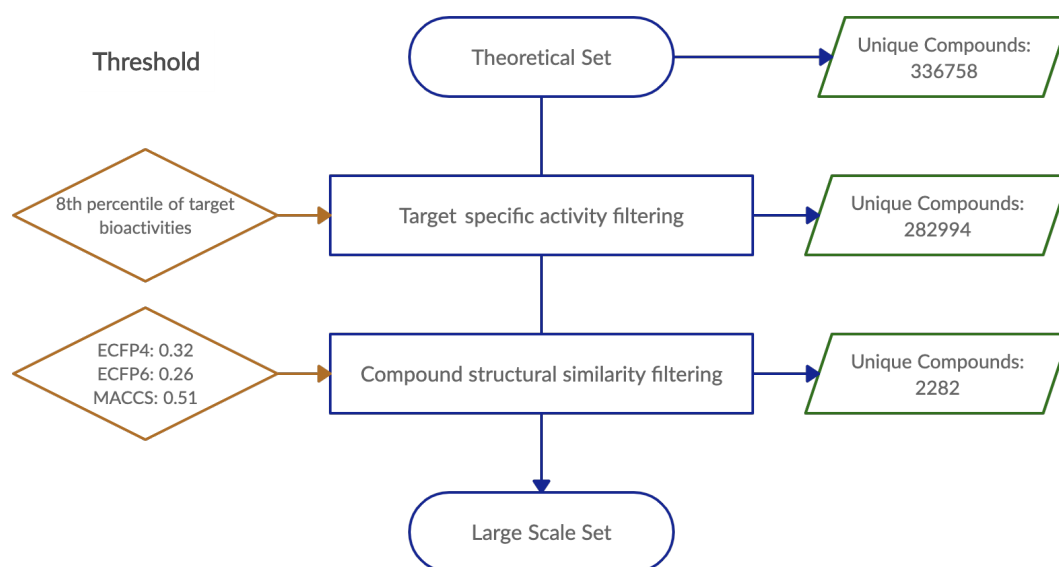 Threshold
Theoretical Set
Unique Compounds:
336758
8th percentile of target
bioactivities
Target specific activity filtering
Unique Compounds:
282994
ECFP4: 0.32
ECFP6: 0.26
MACCS: 0.51
Compound structural similarity filtering
Unique Compounds:
2282
Large Scale Set